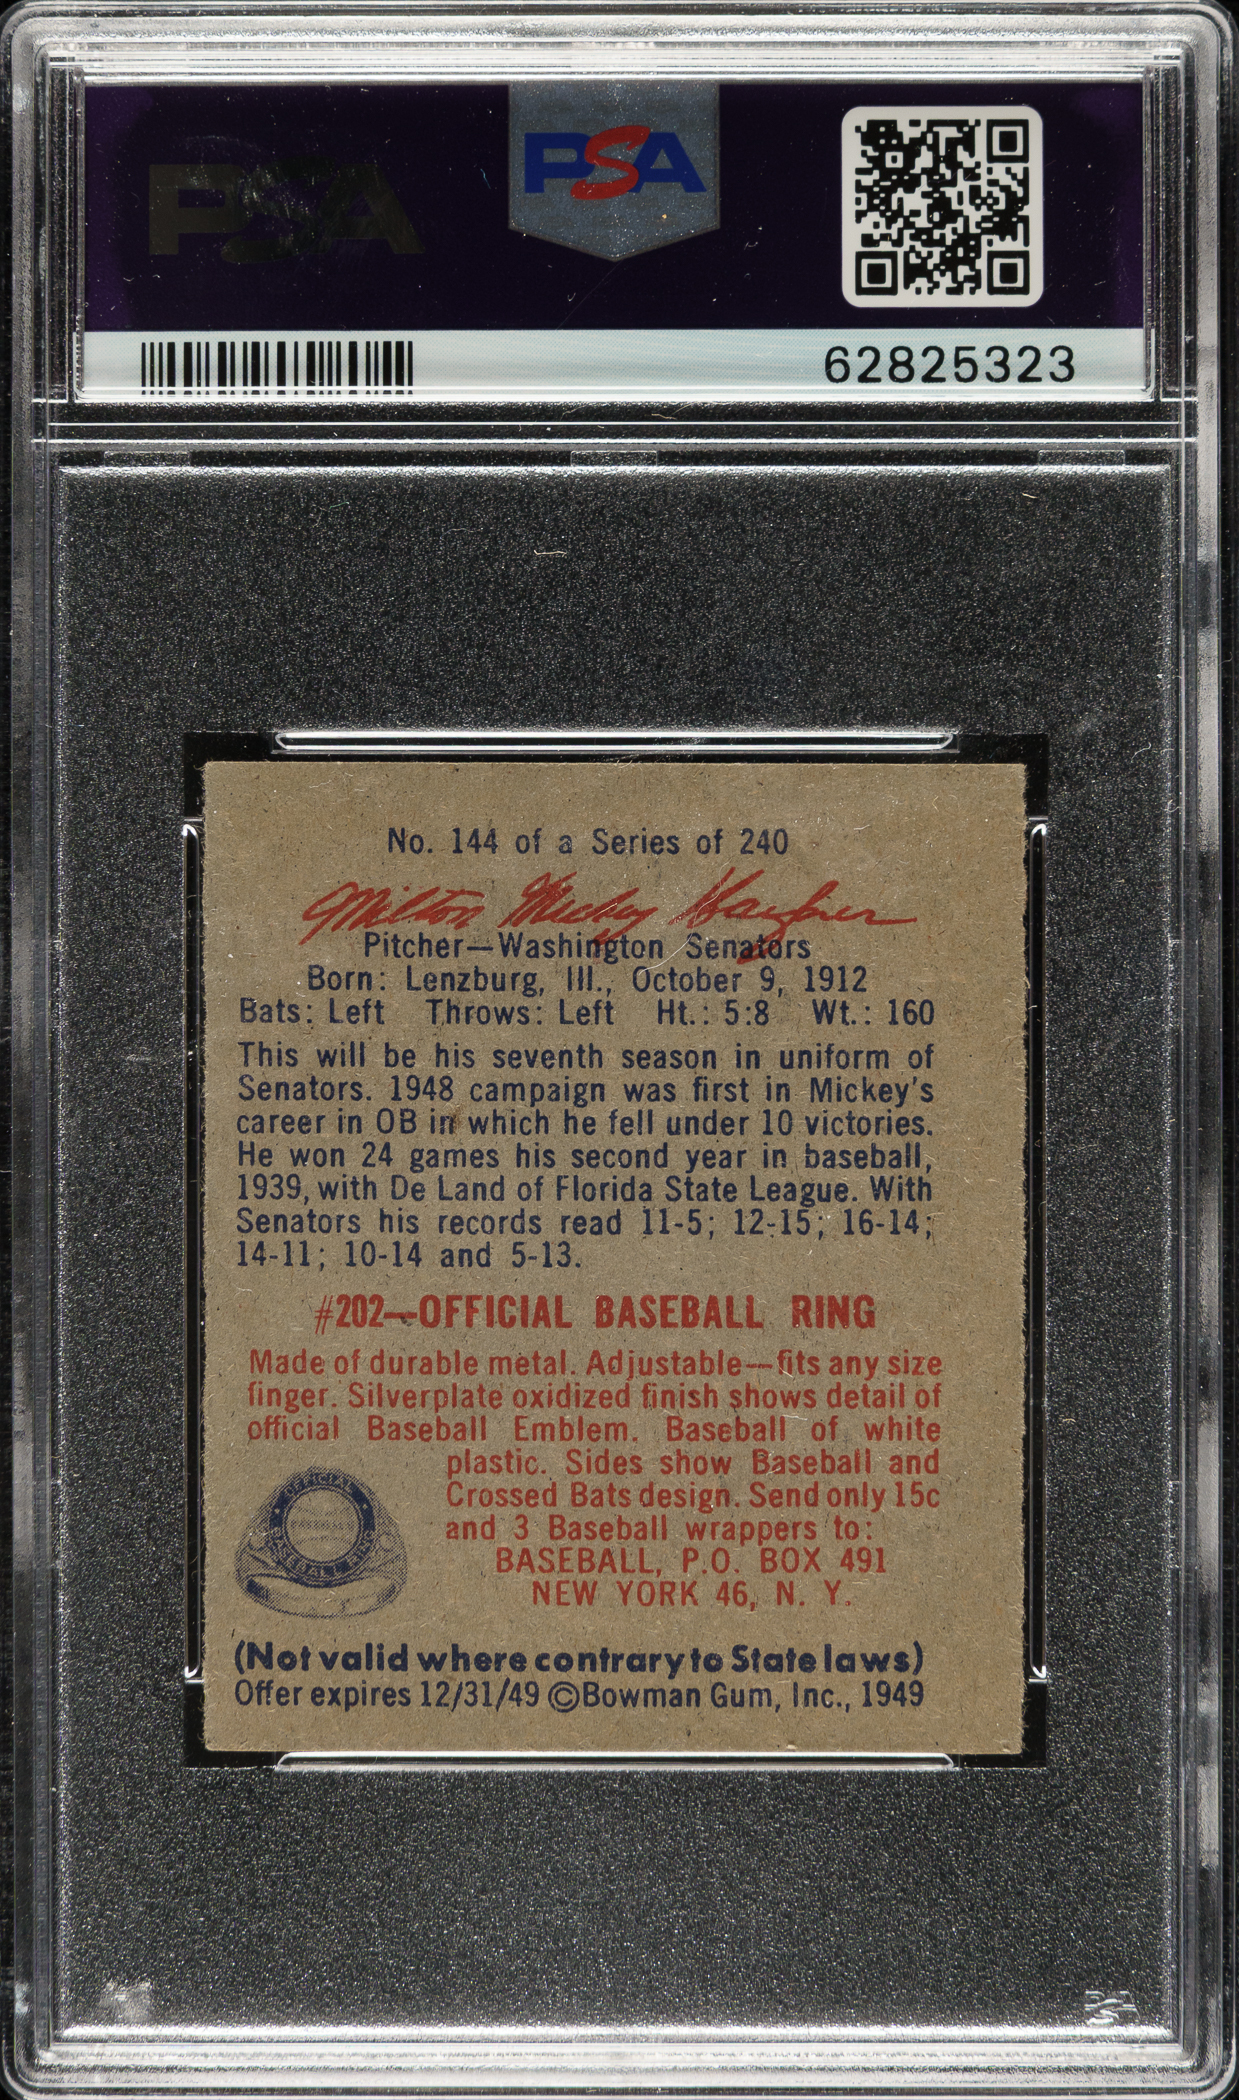 PSA
PSA
62825323
No. 144 of a Series of 240
Milton Mickey Haefner
Pitcher—Washington Senators
Born: Lenzburg, Ill., October 9, 1912
Bats: Left Throws: Left Ht.: 5:8 Wt.: 160
This will be his seventh season in uniform of
Senators. 1948 campaign was first in Mickey's
career in OB in which he fell under 10 victories.
He won 24 games his second year in baseball,
1939, with De Land of Florida State League. With
Senators his records read 11-5; 12-15; 16-14;
14-11; 10-14 and 5-13.
#202—OFFICIAL BASEBALL RING
Made of durable metal. Adjustable—fits any size
finger. Silverplate oxidized finish shows detail of
official Baseball Emblem. Baseball of white
plastic. Sides show Baseball and
Crossed Bats design. Send only 15c
and 3 Baseball wrappers to:
BASEBALL, P.O. BOX 491
NEW YORK 46, N. Y.
OFFICIAL
BASEBALL
(Not valid where contrary to State laws)
Offer expires 12/31/49 ©Bowman Gum, Inc., 1949
PSA